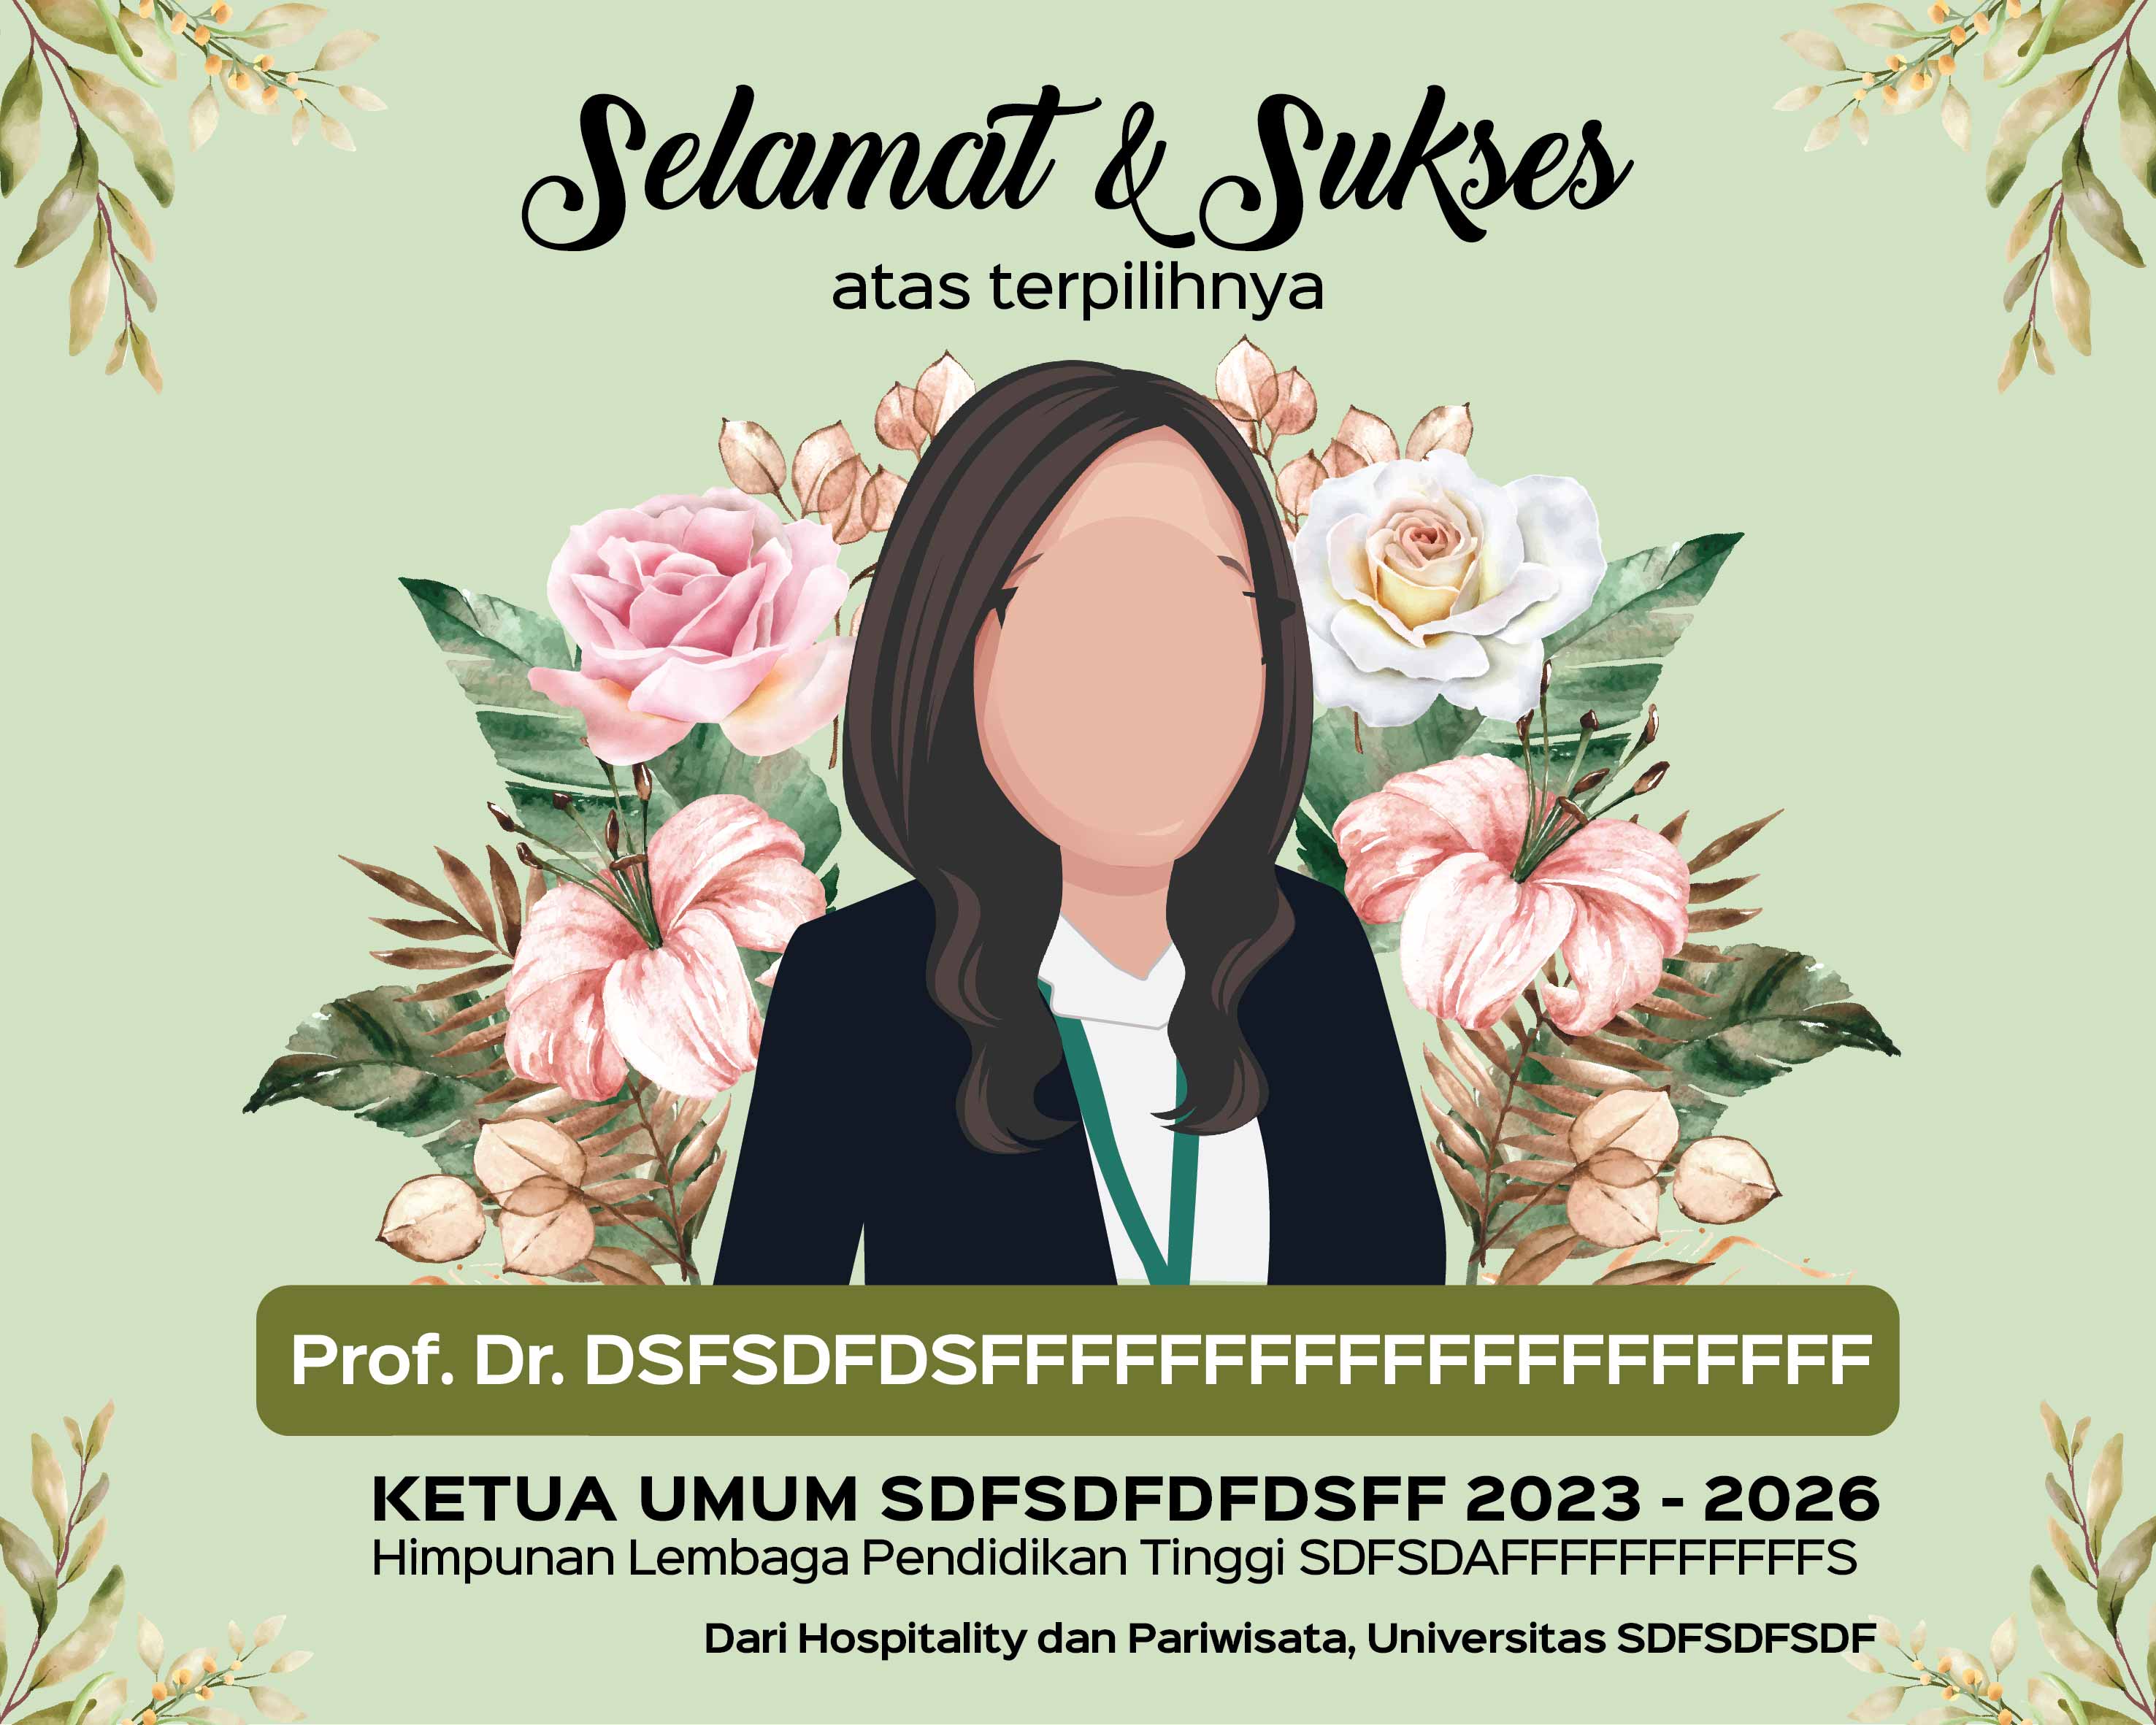 Selamat & Sukses
atas terpilihnya
Prof. Dr. DSFSDFDSFFFFFFFFFFFFFFFFFFFF
KETUA UMUM SDFSDFDFDSFF 2023 - 2026
Himpunan Lembaga Pendidikan Tinggi SDFSDAFFFFFFFFFFFFS
Dari Hospitality dan Pariwisata, Universitas SDFSDFSDF